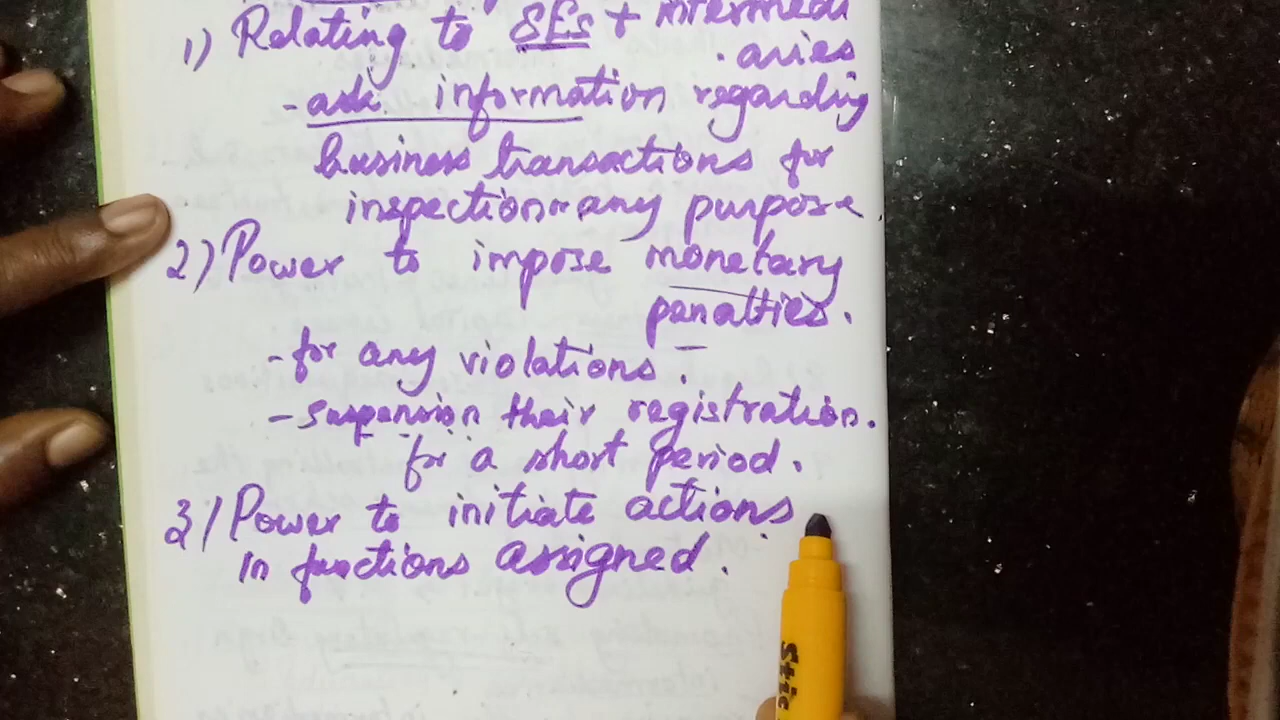 1) Relating to SEs + intermedi
. aries
- ask information regarding
business transactions for
inspection or any purpose.
2) Power to impose monetary
penalties.
- for any violations.
- suspension their registration.
for a short period.
3) Power to initiate actions
in functions assigned.
Stic